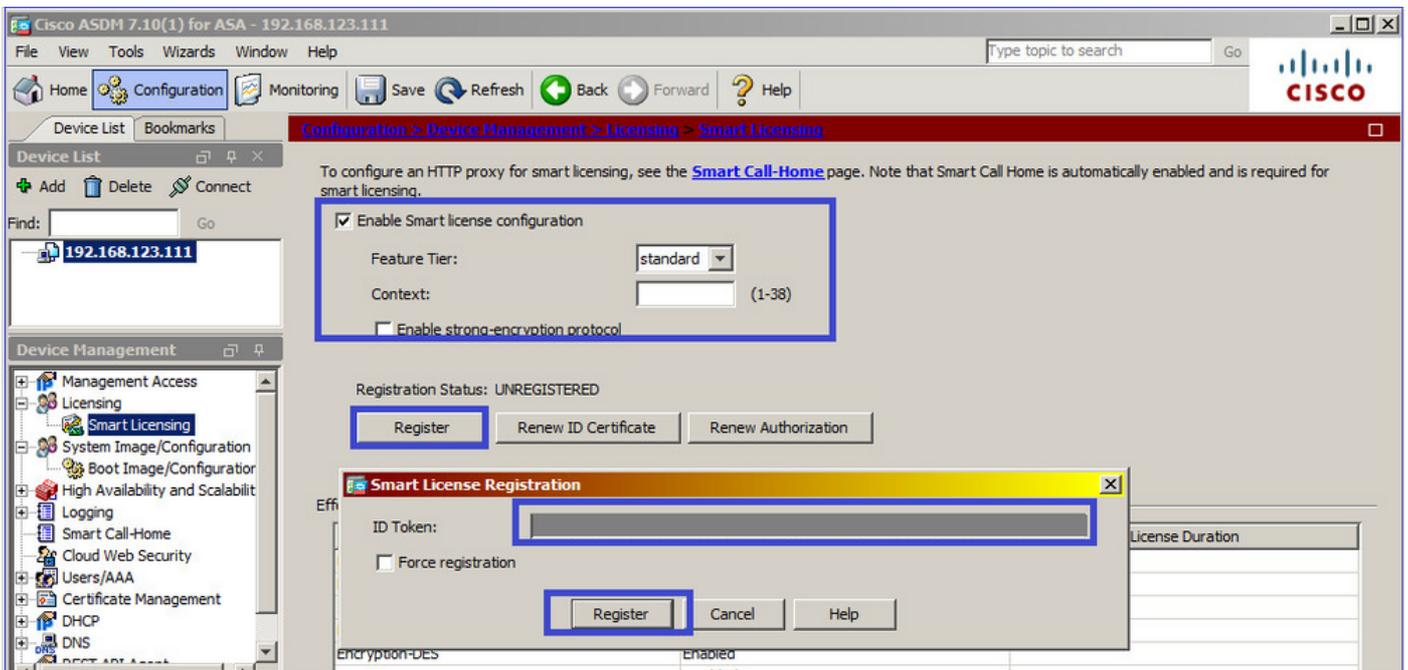 Cisco ASDM 7.10(1) for ASA - 192.168.123.111
File View Tools Wizards Window Help
Type topic to search Go
Home Configuration Monitoring Save Refresh Back Forward Help
CISCO
Device List Bookmarks
Configuration > Device Management > Licensing > Smart Licensing
Device List
Add Delete Connect
Find: Go
192.168.123.111
To configure an HTTP proxy for smart licensing, see the Smart Call-Home page. Note that Smart Call Home is automatically enabled and is required for
smart licensing.
Enable Smart license configuration
Feature Tier: standard
Context: (1-38)
Enable strong-encryption protocol
Device Management
Management Access
Licensing
Smart Licensing
System Image/Configuration
Boot Image/Configuration
High Availability and Scalabilit
Logging
Smart Call-Home
Cloud Web Security
Users/AAA
Certificate Management
DHCP
DNS
REST API Agent
Registration Status: UNREGISTERED
Register Renew ID Certificate Renew Authorization
Effe
Smart License Registration
ID Token:
Force registration
Register Cancel Help
License Duration
Encryption-DES Enabled